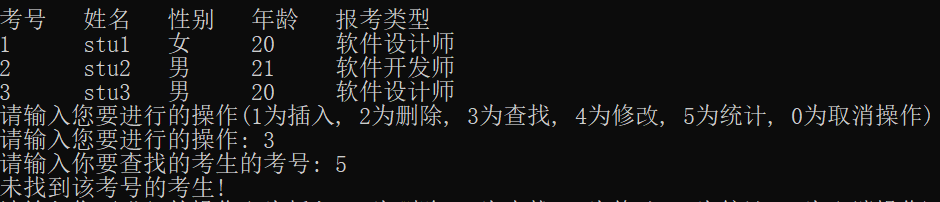 考号 姓名 性别 年龄 报考类型
1 stu1 女 20 软件设计师
2 stu2 男 21 软件开发师
3 stu3 男 20 软件设计师
请输入您要进行的操作(1为插入, 2为删除, 3为查找, 4为修改, 5为统计, 0为取消操作)
请输入您要进行的操作: 3
请输入你要查找的考生的考号: 5
未找到该考号的考生!